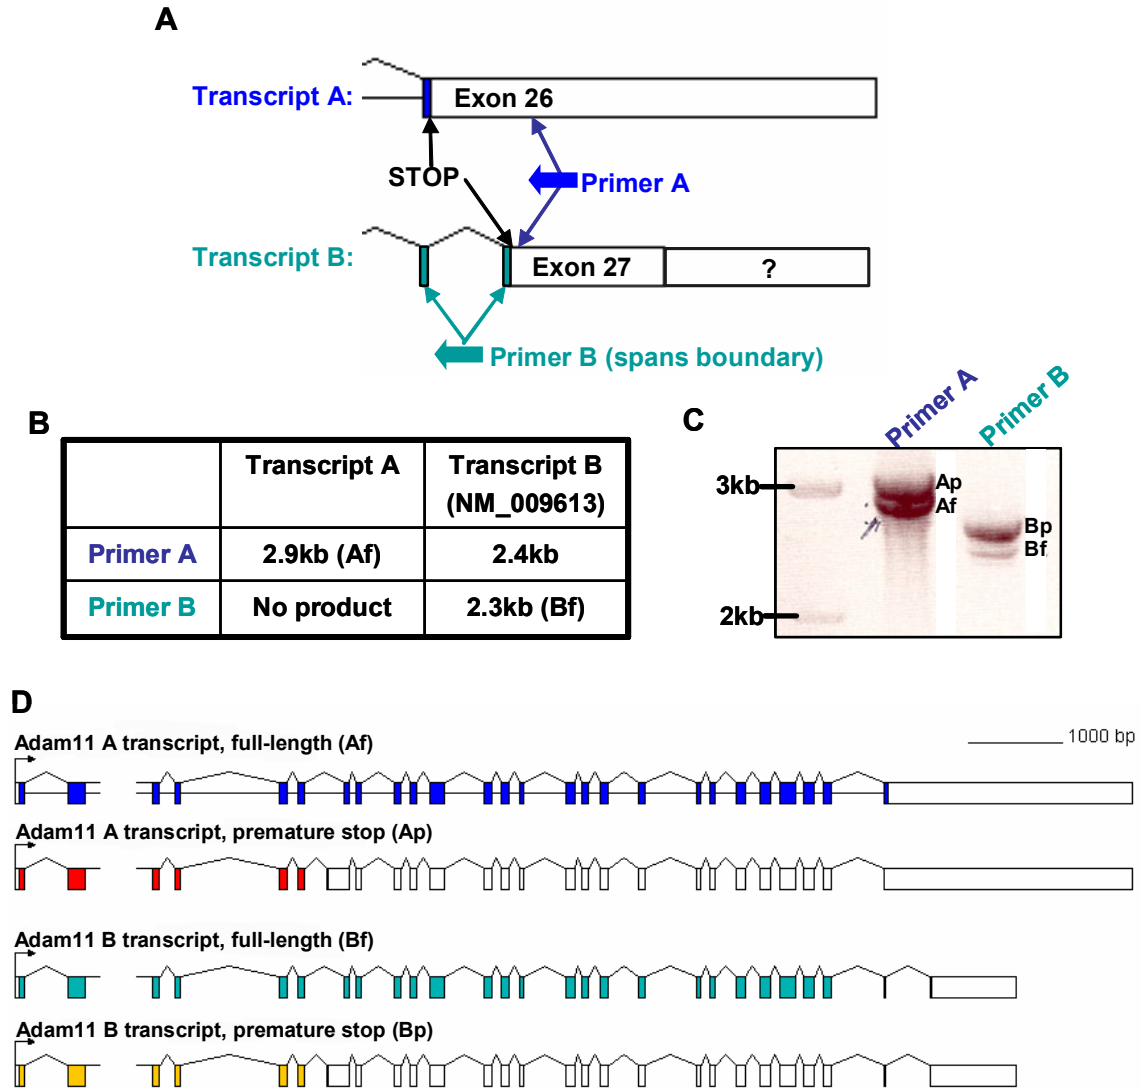 A
Transcript A:
Exon 26
STOP
Primer A
Transcript B:
Exon 27
?
Primer B (spans boundary)
B
Transcript A
Transcript B
(NM_009613)
Primer A
2.9kb (Af)
2.4kb
Primer B
No product
2.3kb (Bf)
C
Primer A
Primer B
3kb
Ap
Af
Bp
Bf
2kb
D
Adam11 A transcript, full-length (Af)
1000 bp
Adam11 A transcript, premature stop (Ap)
Adam11 B transcript, full-length (Bf)
Adam11 B transcript, premature stop (Bp)